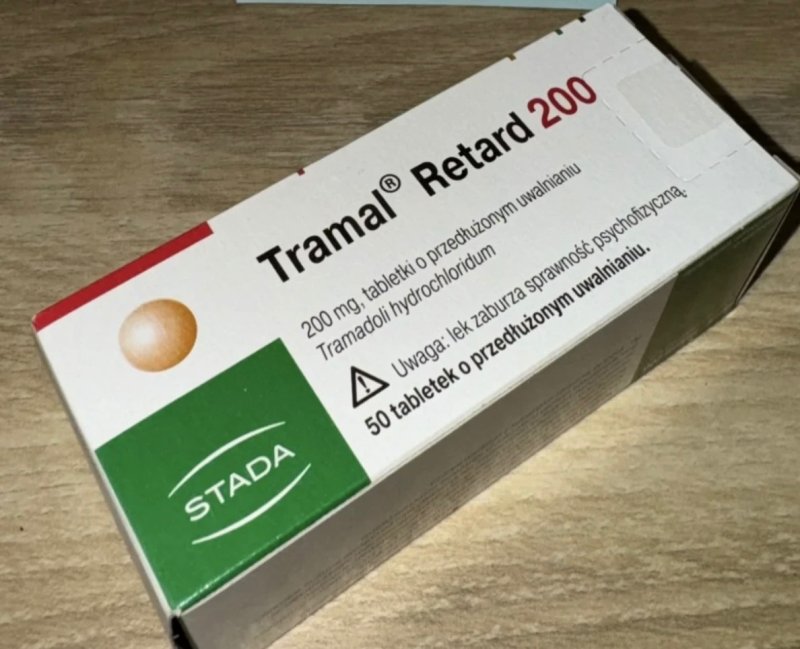 Tramal® Retard 200
200 mg, tabletki o przedłużonym uwalnianiu
Tramadoli hydrochloridum
Uwaga: lek zaburza sprawność psychofizyczną.
50 tabletek o przedłużonym uwalnianiu.
STADA